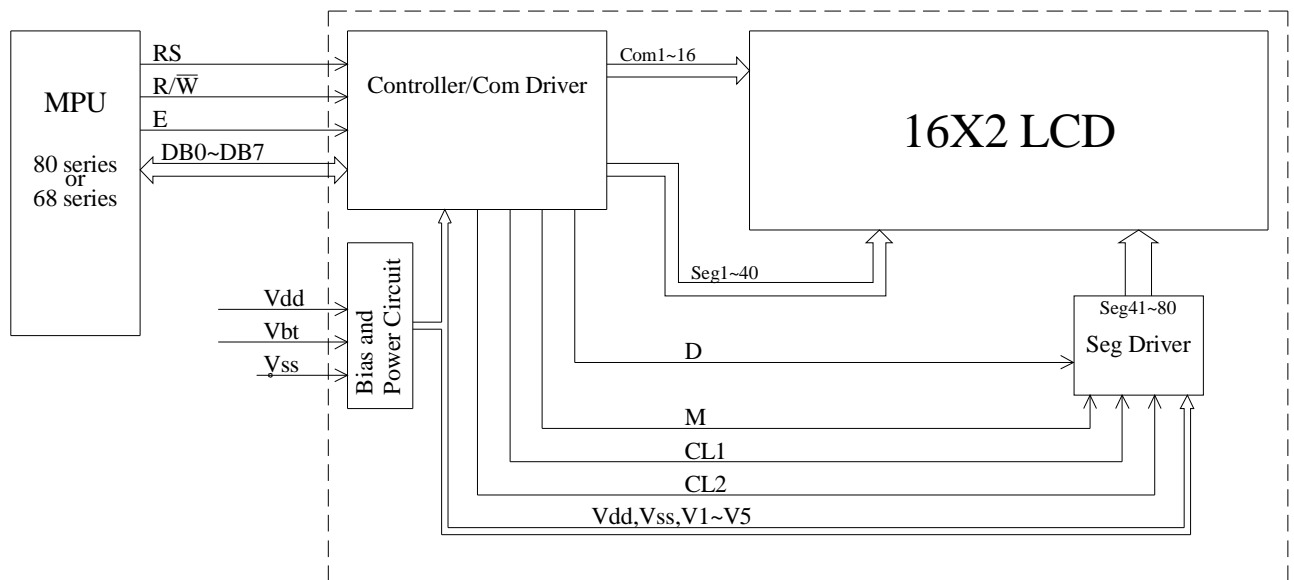 MPU
80 series
or
68 series
RS
R/W̅
E
DB0~DB7
Controller/Com Driver
Com1~16
16X2 LCD
Seg1~40
Vdd
Vbt
Vss
Bias and
Power Circuit
Seg41~80
Seg Driver
D
M
CL1
CL2
Vdd,Vss,V1~V5